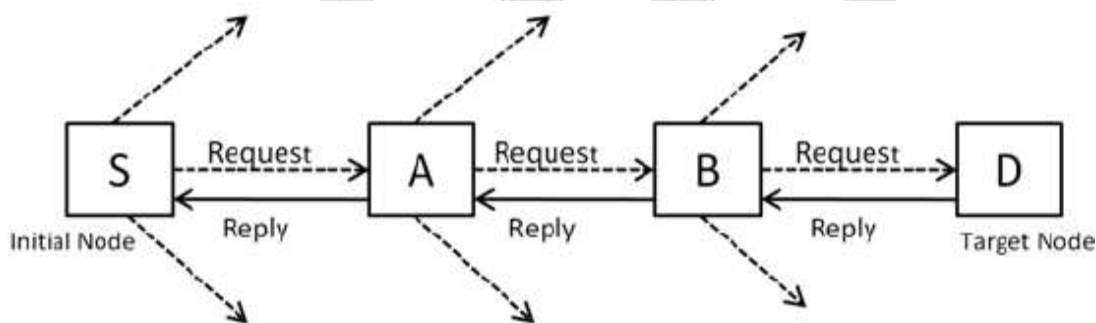 Request
Request
Request
S
A
B
D
Reply
Reply
Reply
Initial Node
Target Node